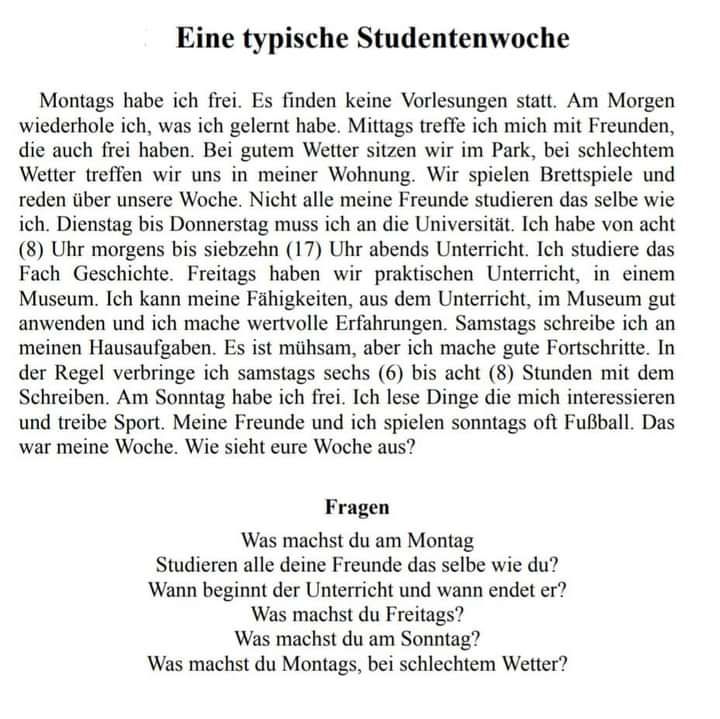 Eine typische Studentenwoche
Montags habe ich frei. Es finden keine Vorlesungen statt. Am Morgen
wiederhole ich, was ich gelernt habe. Mittags treffe ich mich mit Freunden,
die auch frei haben. Bei gutem Wetter sitzen wir im Park, bei schlechtem
Wetter treffen wir uns in meiner Wohnung. Wir spielen Brettspiele und
reden über unsere Woche. Nicht alle meine Freunde studieren das selbe wie
ich. Dienstag bis Donnerstag muss ich an die Universität. Ich habe von acht
(8) Uhr morgens bis siebzehn (17) Uhr abends Unterricht. Ich studiere das
Fach Geschichte. Freitags haben wir praktischen Unterricht, in einem
Museum. Ich kann meine Fähigkeiten, aus dem Unterricht, im Museum gut
anwenden und ich mache wertvolle Erfahrungen. Samstags schreibe ich an
meinen Hausaufgaben. Es ist mühsam, aber ich mache gute Fortschritte. In
der Regel verbringe ich samstags sechs (6) bis acht (8) Stunden mit dem
Schreiben. Am Sonntag habe ich frei. Ich lese Dinge die mich interessieren
und treibe Sport. Meine Freunde und ich spielen sonntags oft Fußball. Das
war meine Woche. Wie sieht eure Woche aus?
Fragen
Was machst du am Montag
Studieren alle deine Freunde das selbe wie du?
Wann beginnt der Unterricht und wann endet er?
Was machst du Freitags?
Was machst du am Sonntag?
Was machst du Montags, bei schlechtem Wetter?